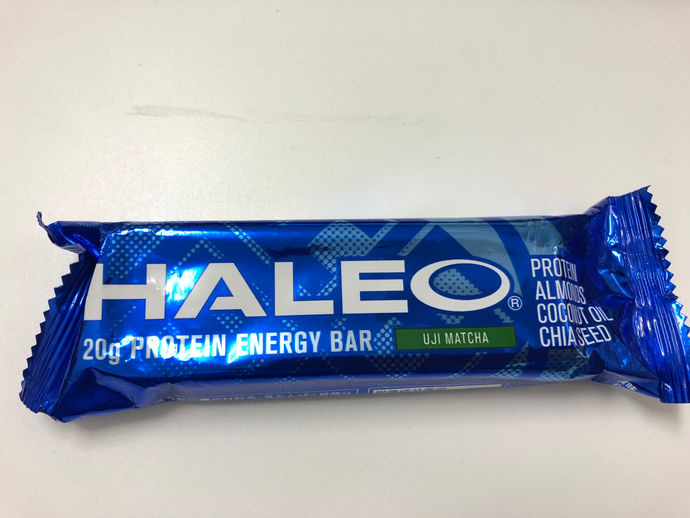 HALEO®
20g PROTEIN ENERGY BAR
UJI MATCHA
PROTEIN
ALMONDS
COCONUT OIL
CHIASEED